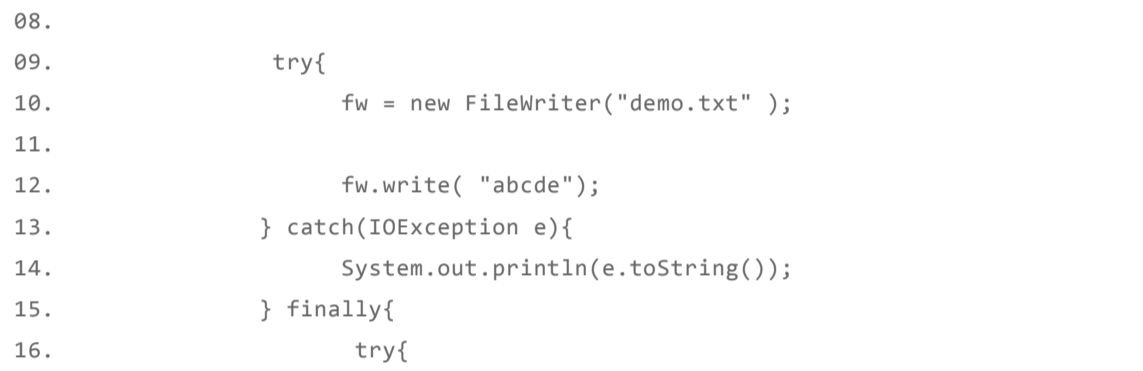 08.
09. try{
10. fw = new FileWriter("demo.txt" );
11.
12. fw.write( "abcde");
13. } catch(IOException e){
14. System.out.println(e.toString());
15. } finally{
16. try{